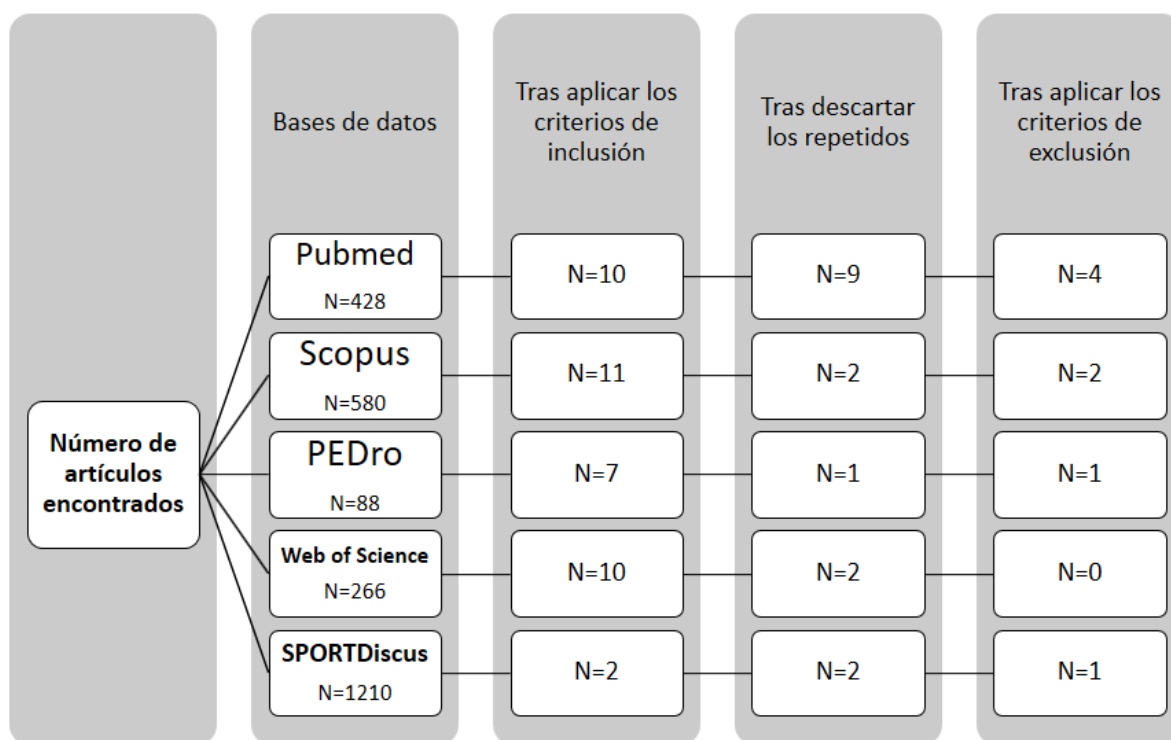 Bases de datos
Tras aplicar los
criterios de
inclusión
Tras descartar
los repetidos
Tras aplicar los
criterios de
exclusión
Número de
artículos
encontrados
Pubmed
N=428
N=10
N=9
N=4
Scopus
N=580
N=11
N=2
N=2
PEDro
N=88
N=7
N=1
N=1
Web of Science
N=266
N=10
N=2
N=0
SPORTDiscus
N=1210
N=2
N=2
N=1